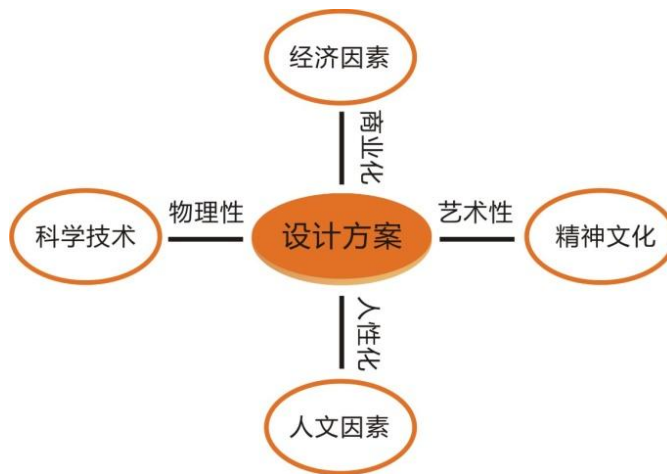 经济因素
商业化
物理性
艺术性
科学技术
设计方案
精神文化
人性化
人文因素